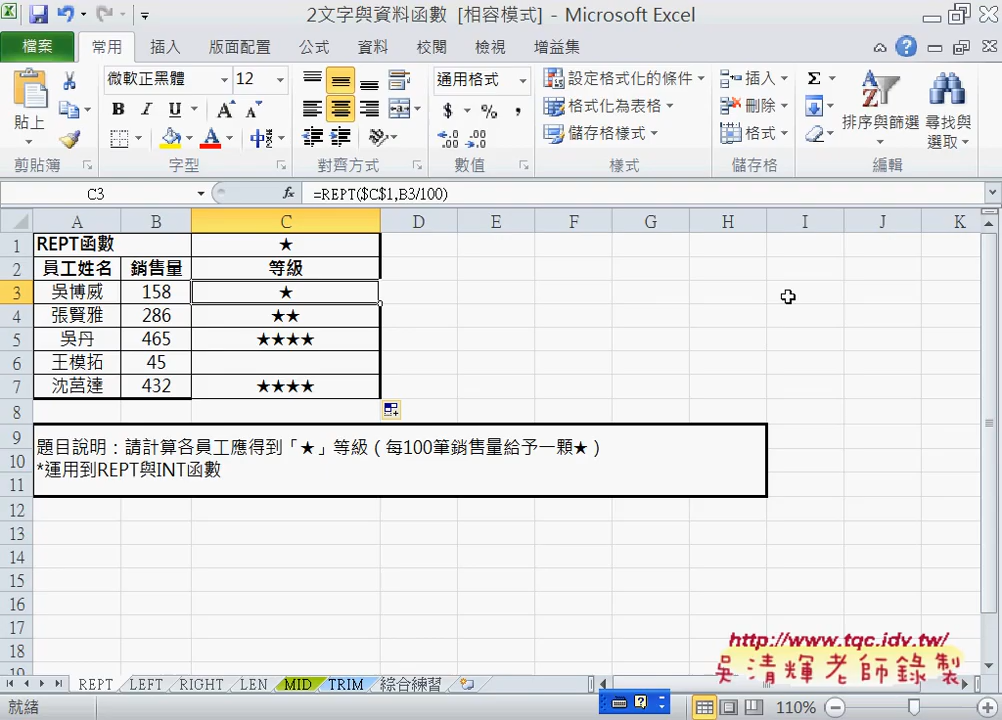 2文字與資料函數 [相容模式] - Microsoft Excel
檔案 常用 插入 版面配置 公式 資料 校閱 檢視 增益集
貼上 微軟正黑體 12 通用格式 設定格式化的條件 插入 Σ
B I U A A 格式化為表格 刪除 排序與篩選 尋找與選取
A 中 $ % , 儲存格樣式 格式
剪貼簿 字型 對齊方式 數值 樣式 儲存格 編輯
C3 fx =REPT($C$1,B3/100)
A B C D E F G H I J K
1 REPT函數 ★
2 員工姓名 銷售量 等級
3 吳博威 158 ★
4 張賢雅 286 ★★
5 吳丹 465 ★★★★
6 王模拓 45
7 沈莒達 432 ★★★★
8
9 題目說明：請計算各員工應得到「★」等級（每100筆銷售量給予一顆★）
10 *運用到REPT與INT函數
11
12
13
14
15
16
17
18
19
http://www.tqc.idv.tw/
吳清輝老師錄製
REPT LEFT RIGHT LEN MID TRIM 綜合練習
就緒 110%